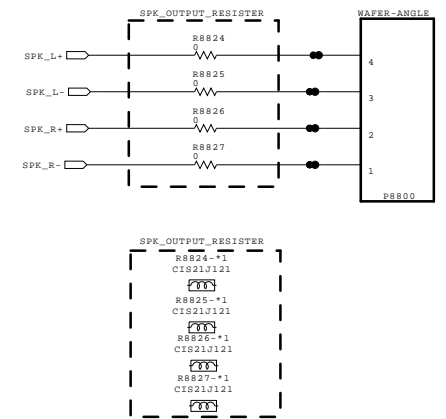 SPK_OUTPUT_RESISTER
WAFER-ANGLE
R8824
0
SPK_L+
4
R8825
0
SPK_L-
3
R8826
0
SPK_R+
2
R8827
0
SPK_R-
1
P8800
SPK_OUTPUT_RESISTER
R8824-*1
CIS21J121
R8825-*1
CIS21J121
R8826-*1
CIS21J121
R8827-*1
CIS21J121